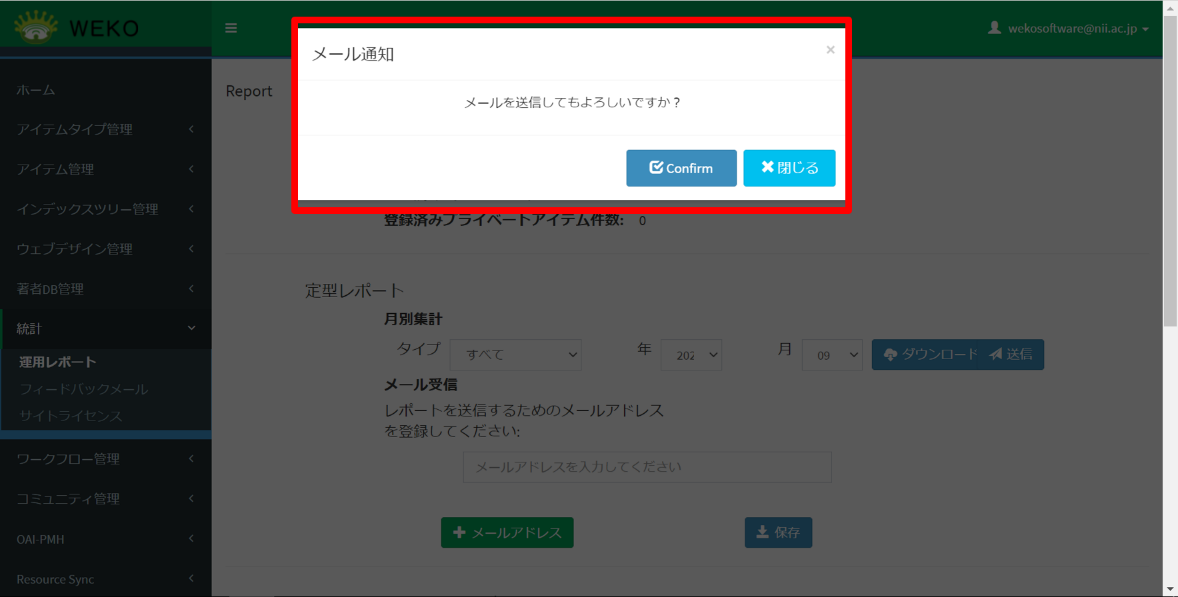 WEKO
wekosoftware@nii.ac.jp
メール通知
×
メールを送信してもよろしいですか？
Confirm
閉じる
ホーム
アイテムタイプ管理
アイテム管理
インデックスツリー管理
ウェブデザイン管理
著者DB管理
統計
運用レポート
フィードバックメール
サイトライセンス
ワークフロー管理
コミュニティ管理
OAI-PMH
Resource Sync
Report
登録済みプライベートアイテム件数: 0
定型レポート
月別集計
タイプ すべて 年 202 月 09 ダウンロード 送信
メール受信
レポートを送信するためのメールアドレス
を登録してください:
メールアドレスを入力してください
メールアドレス 保存